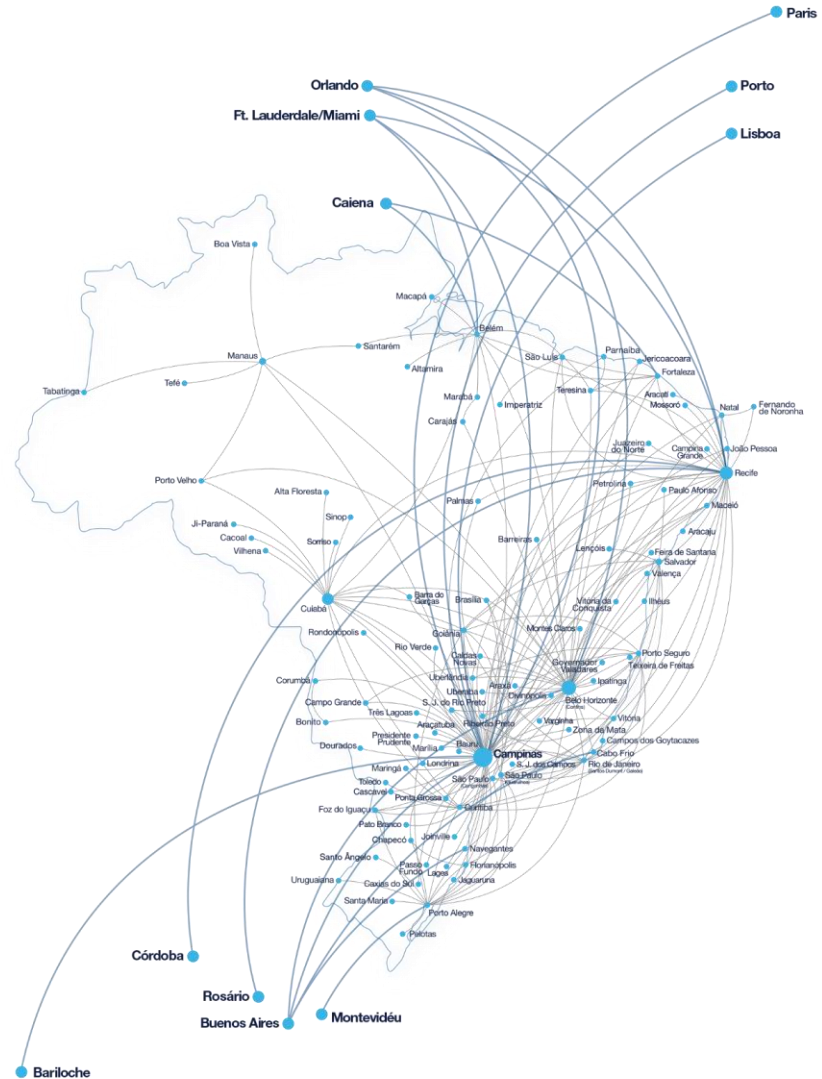 Paris
Orlando
Porto
Ft. Lauderdale/Miami
Lisboa
Caiena
Boa Vista
Macapá
Belém
Santarém
Manaus
São Luís
Parnaíba
Jericoacoara
Altamira
Fortaleza
Tefé
Tabatinga
Teresina
Marabá
Imperatriz
Aracati
Mossoró
Natal
Fernando
de Noronha
Carajás
Juazeiro
do Norte
Campina
Grande
João Pessoa
Recife
Porto Velho
Petrolina
Paulo Afonso
Alta Floresta
Palmas
Maceió
Sinop
Ji-Paraná
Aracaju
Cacoal
Sorriso
Barreiras
Vilhena
Lençóis
Feira de Santana
Salvador
Valença
Cuiabá
Barra do
Garças
Brasília
Vitória da
Conquista
Ilhéus
Rondonópolis
Goiânia
Montes Claros
Rio Verde
Caldas
Novas
Porto Seguro
Governador
Valadares
Teixeira de Freitas
Corumbá
Uberlândia
Ipatinga
Uberaba
Araxá
Divinópolis
Belo Horizonte
(Confins)
Campo Grande
S. J. do Rio Preto
Três Lagoas
Bonito
Araçatuba
Ribeirão Preto
Varginha
Vitória
Zona da Mata
Presidente
Prudente
Dourados
Marília
Bauru
Campinas
Campos dos Goytacazes
Cabo Frio
Maringá
Londrina
S. J. dos Campos
Rio de Janeiro
(Santos Dumont / Galeão)
São Paulo
(Congonhas)
São Paulo
(Guarulhos)
Toledo
Cascavel
Ponta Grossa
Foz do Iguaçu
Curitiba
Pato Branco
Chapecó
Joinville
Navegantes
Santo Ângelo
Passo
Fundo
Lages
Florianópolis
Uruguaiana
Caxias do Sul
Jaguaruna
Santa Maria
Porto Alegre
Pelotas
Córdoba
Rosário
Buenos Aires
Montevidéu
Bariloche